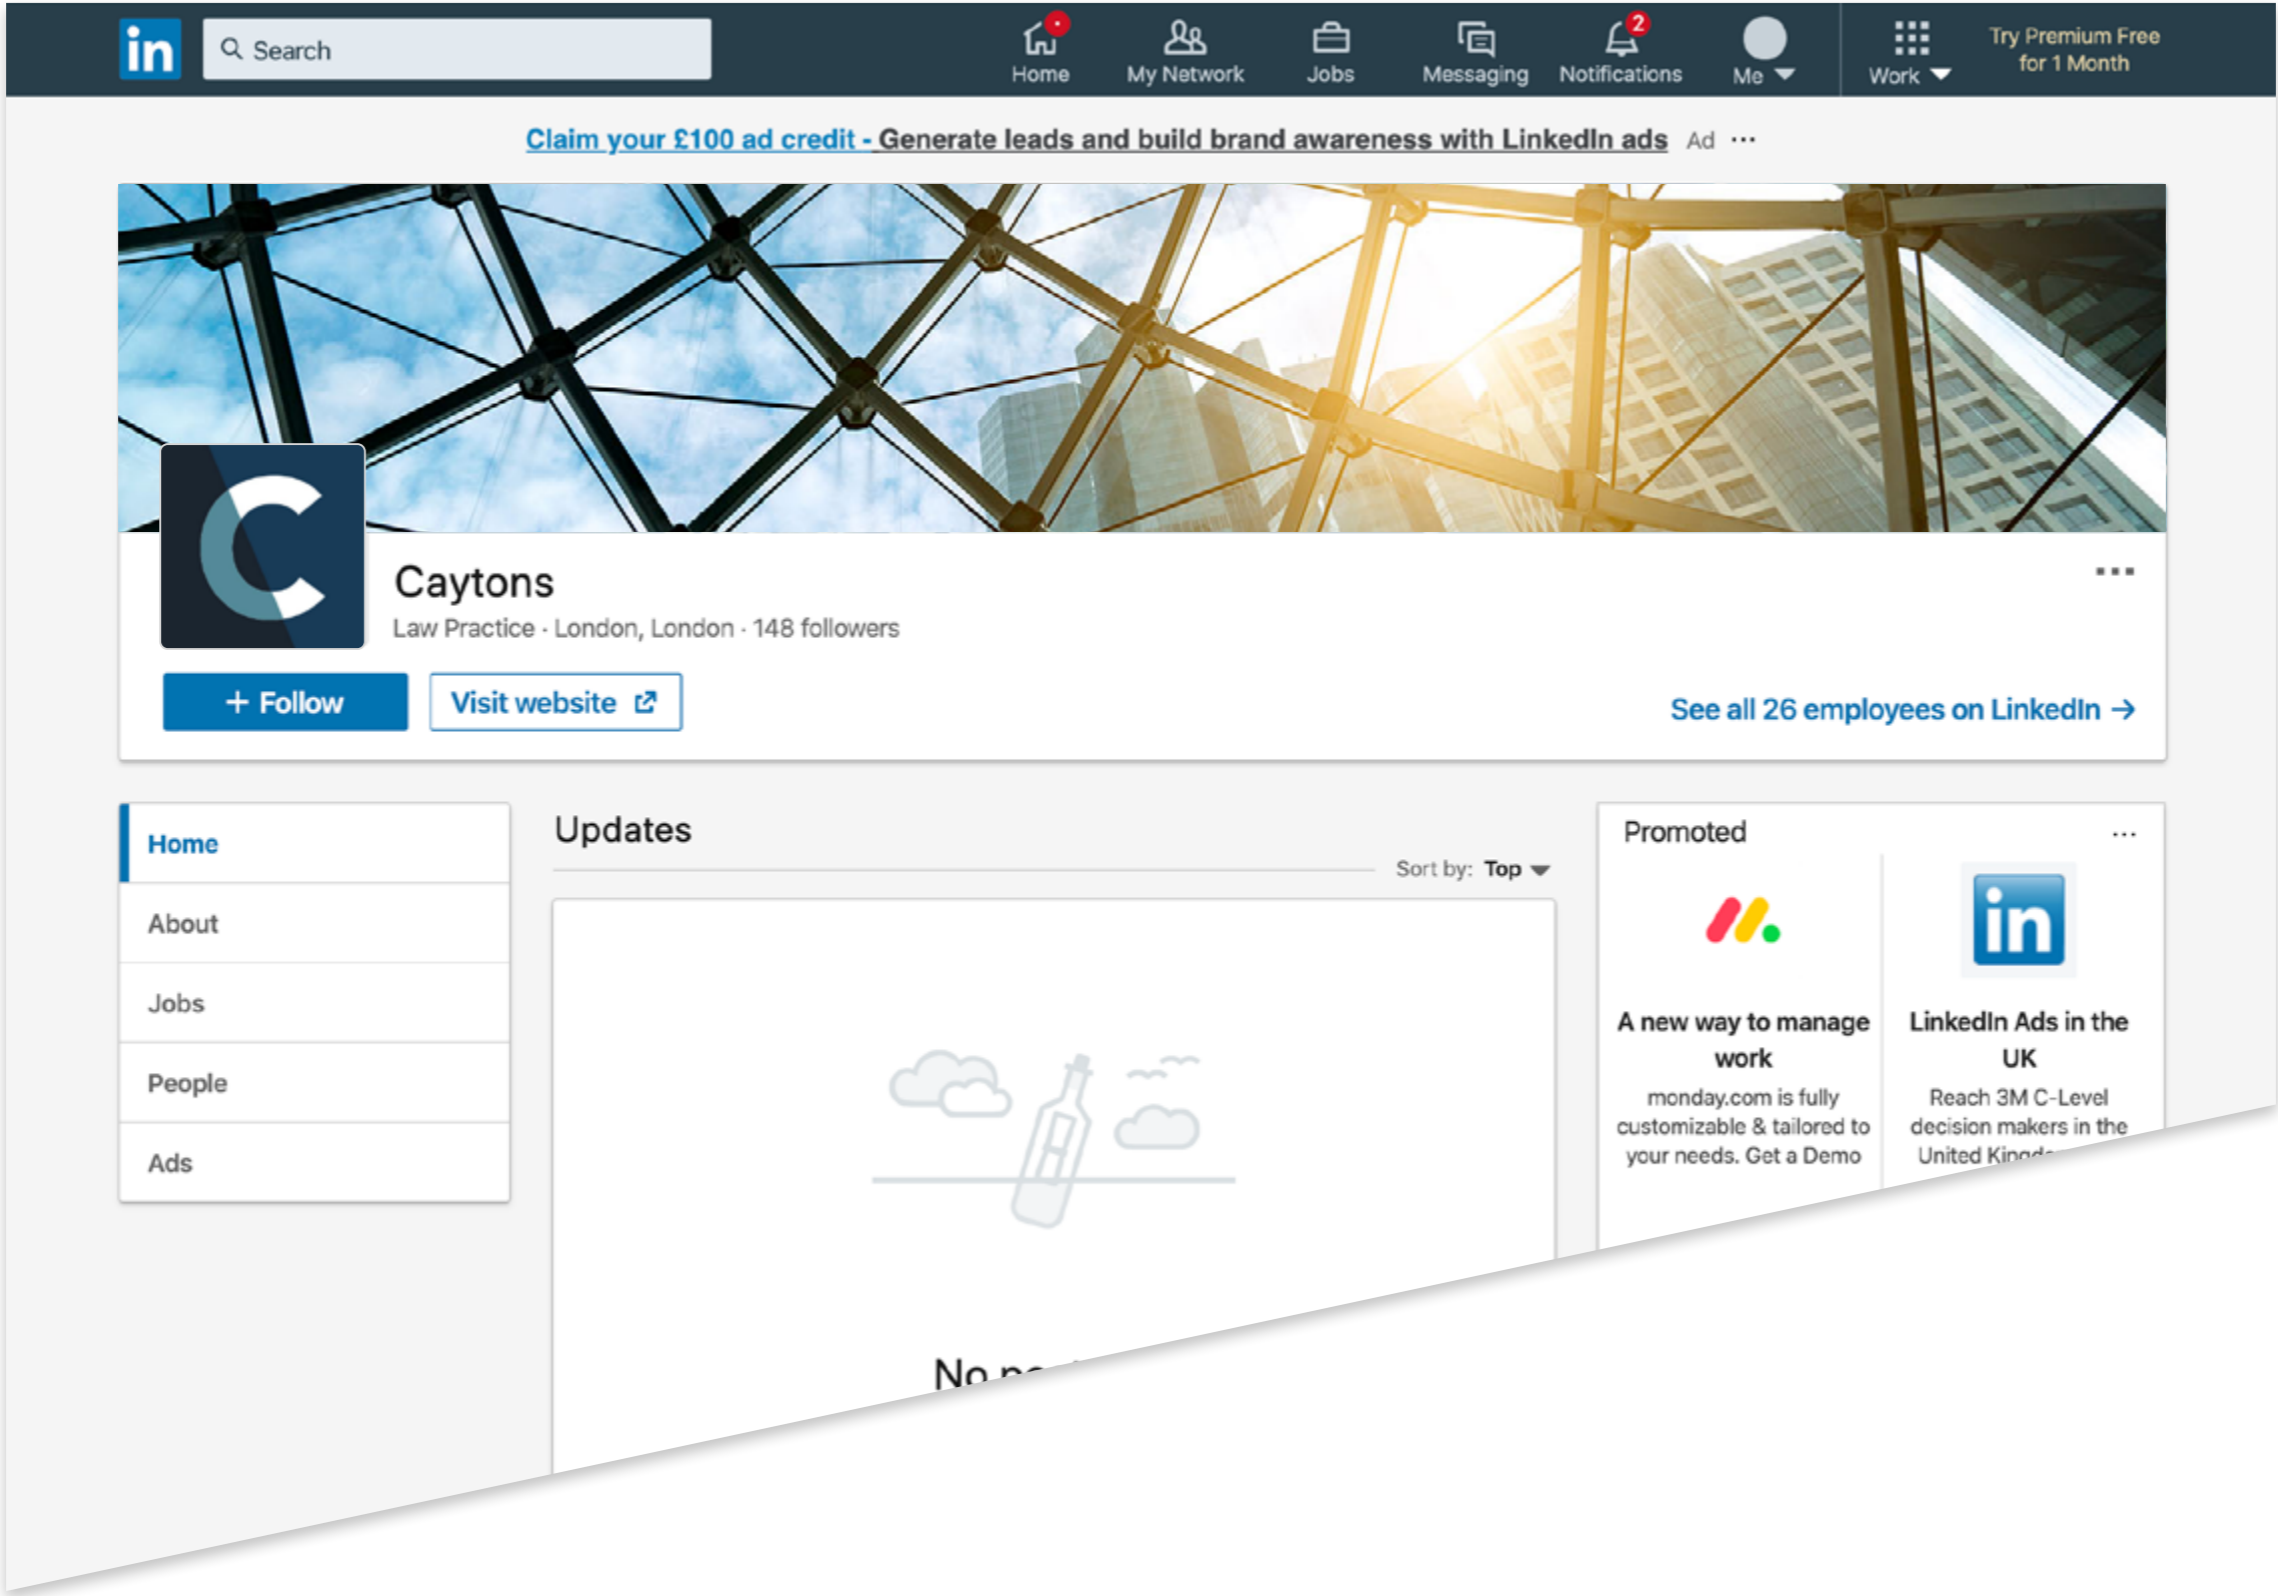 in
Search
Home
My Network
Jobs
Messaging
2
Notifications
Me
Work
Try Premium Free
for 1 Month
Claim your £100 ad credit - Generate leads and build brand awareness with LinkedIn ads Ad ···
C
Caytons
Law Practice · London, London · 148 followers
+ Follow
Visit website
See all 26 employees on LinkedIn →
Home
About
Jobs
People
Ads
Updates
Sort by: Top
Promoted
A new way to manage
work
monday.com is fully
customizable & tailored to
your needs. Get a Demo
in
LinkedIn Ads in the
UK
Reach 3M C-Level
decision makers in the
United
No